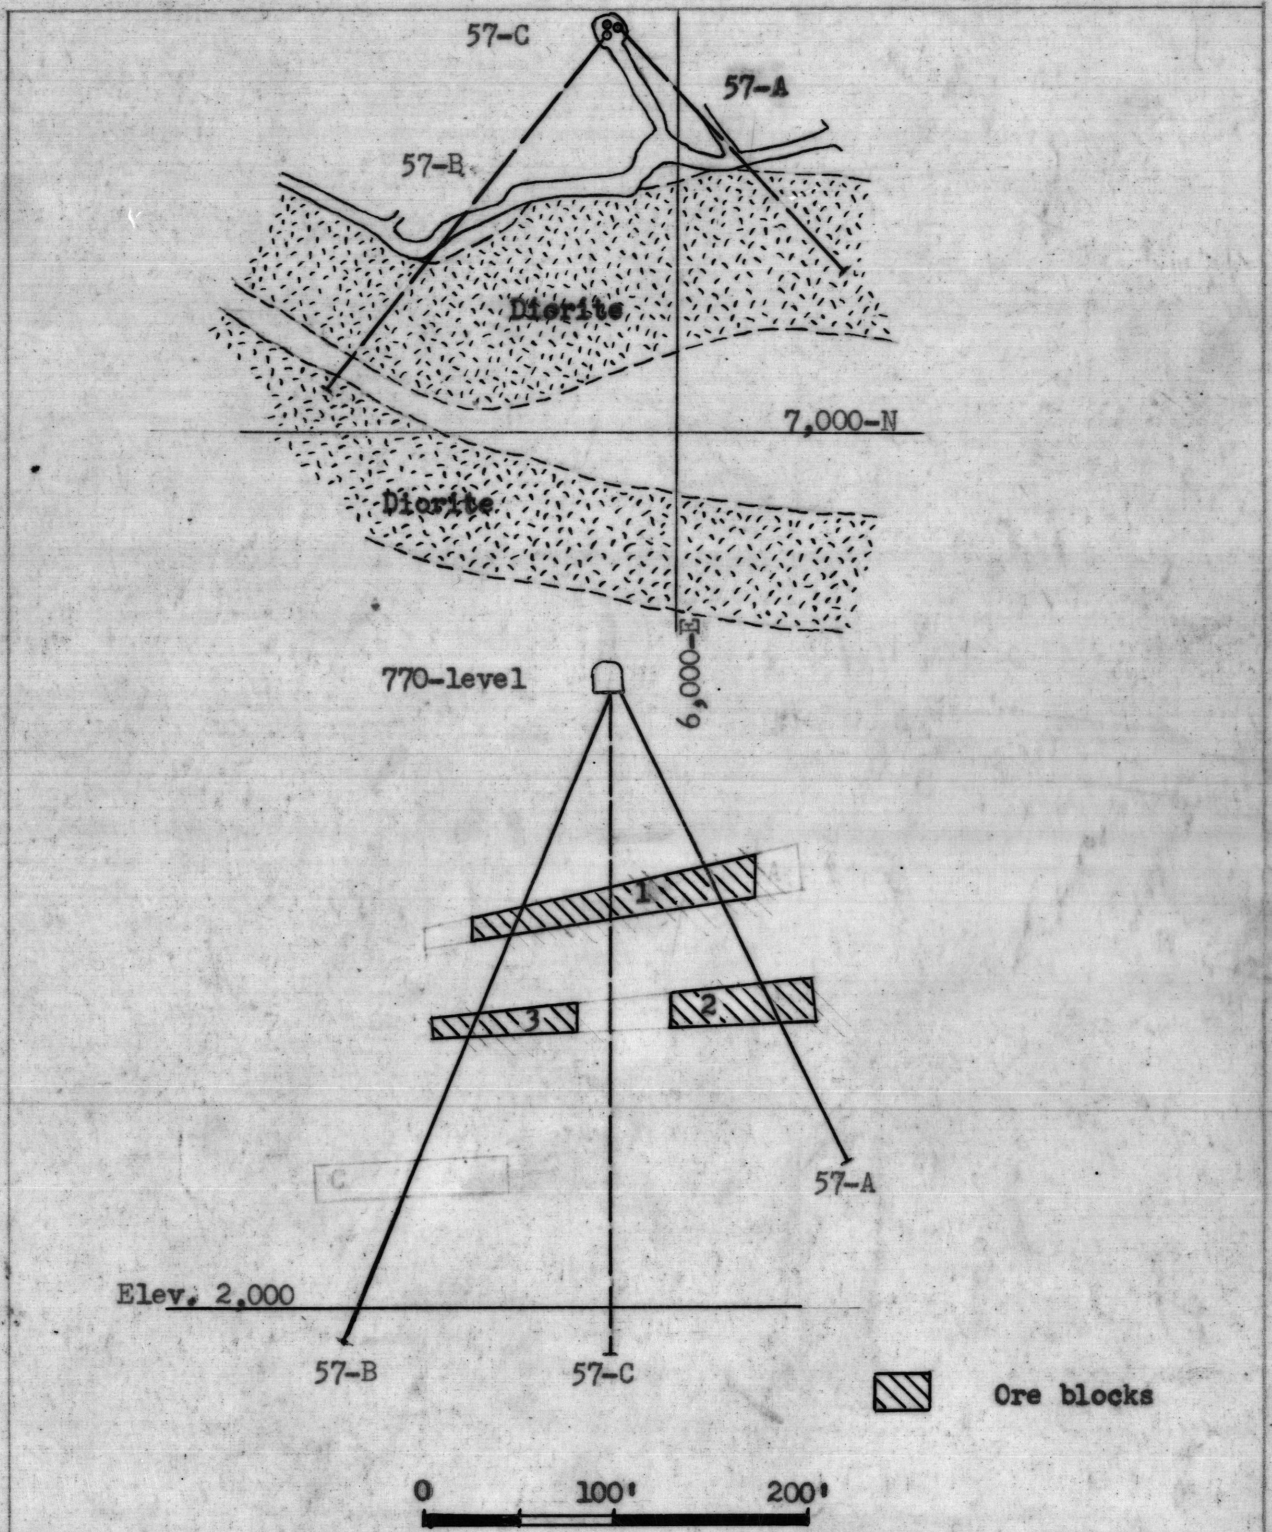 57-C
57-A
57-B
Diorite
7,000-N
Diorite
6,000-E
770-level
1
2
3
C
57-A
Elev. 2,000
57-B
57-C
Ore blocks
0 100' 200'